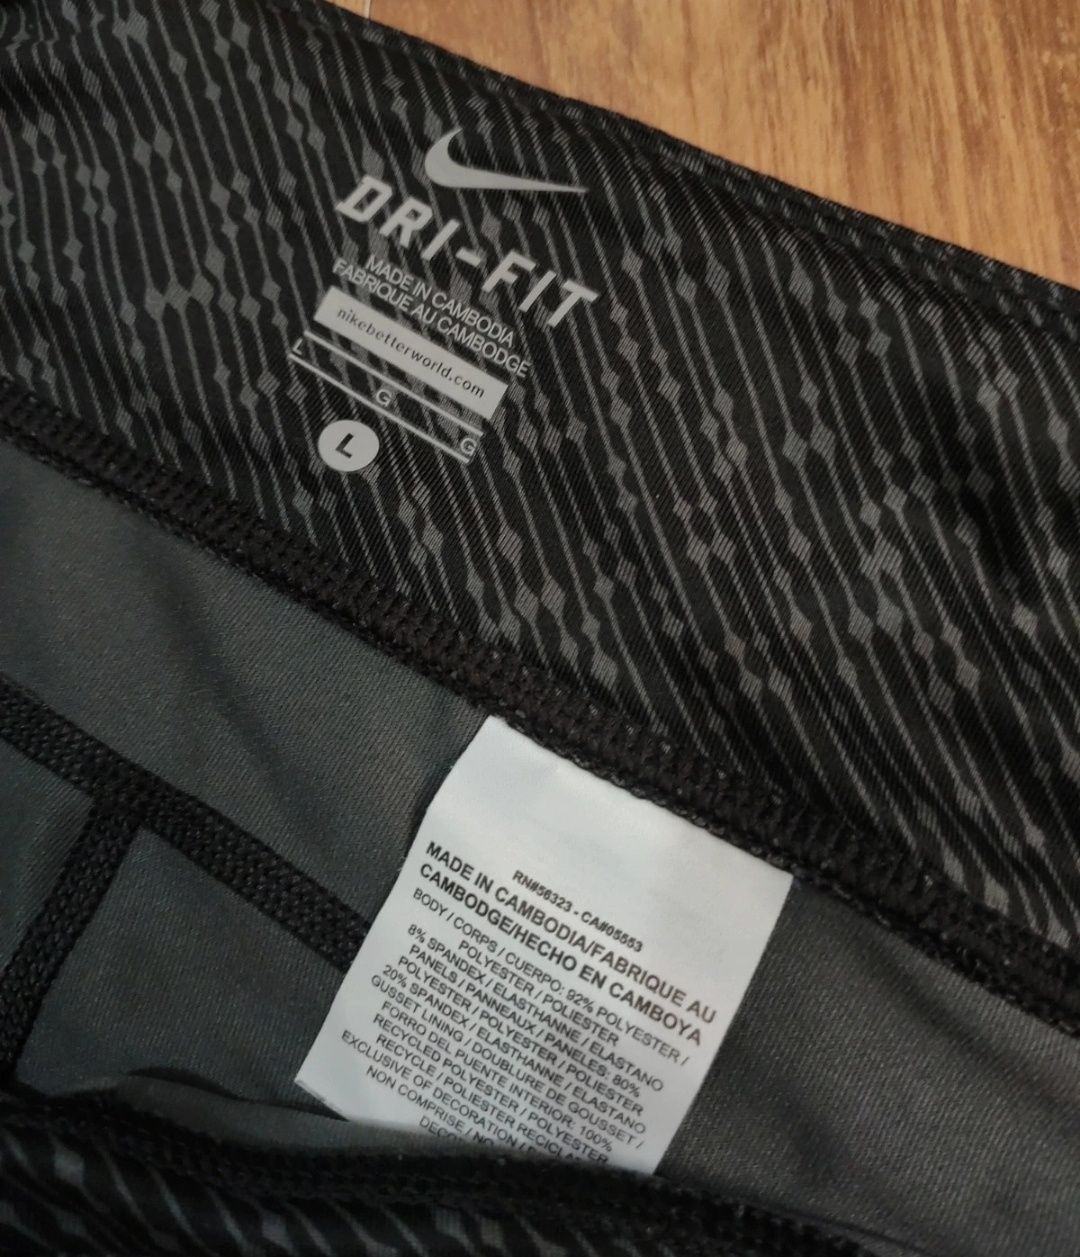 DRI-FIT
MADE IN CAMBODIA
FABRIQUE AU CAMBODGE
nikebetterworld.com
L
G
G
L
RN#56323 - CA#05553
MADE IN CAMBODIA/FABRIQUE AU
CAMBODGE/HECHO EN CAMBOYA
BODY / CORPS / CUERPO: 92% POLYESTER /
POLYESTER / POLIESTER
8% SPANDEX / ELASTHANNE / ELASTANO
PANELS / PANNEAUX / PANELES: 80%
POLYESTER / POLYESTER / POLIESTER
20% SPANDEX / ELASTHANNE / ELASTANO
GUSSET LINING / DOUBLURE DE GOUSSET /
FORRO DEL PUENTE INTERIOR: 100%
RECYCLED POLYESTER / POLYESTER
RECYCLE / POLIESTER RECICLA
EXCLUSIVE OF DECORATION /
NON COMPRISE /